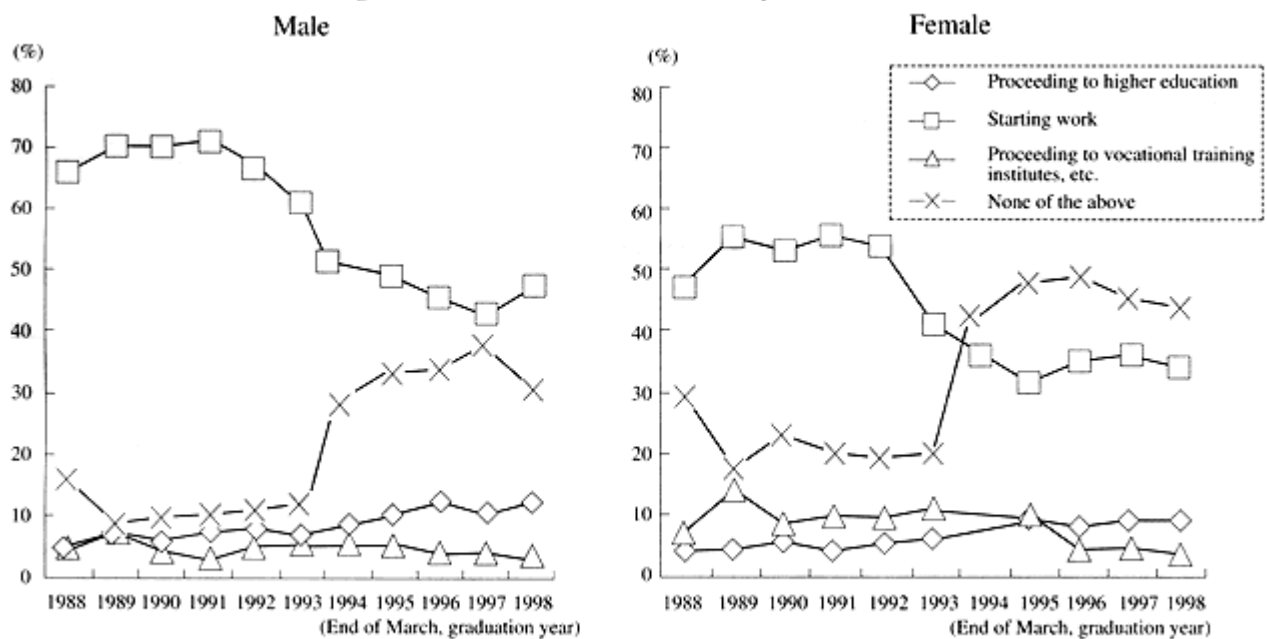 Male
(%)
80
70
60
50
40
30
20
10
0
1988 1989 1990 1991 1992 1993 1994 1995 1996 1997 1998
(End of March, graduation year)
Female
(%)
80
70
60
50
40
30
20
10
0
1988 1989 1990 1991 1992 1993 1994 1995 1996 1997 1998
(End of March, graduation year)
Proceeding to higher education
Starting work
Proceeding to vocational training
institutes, etc.
None of the above